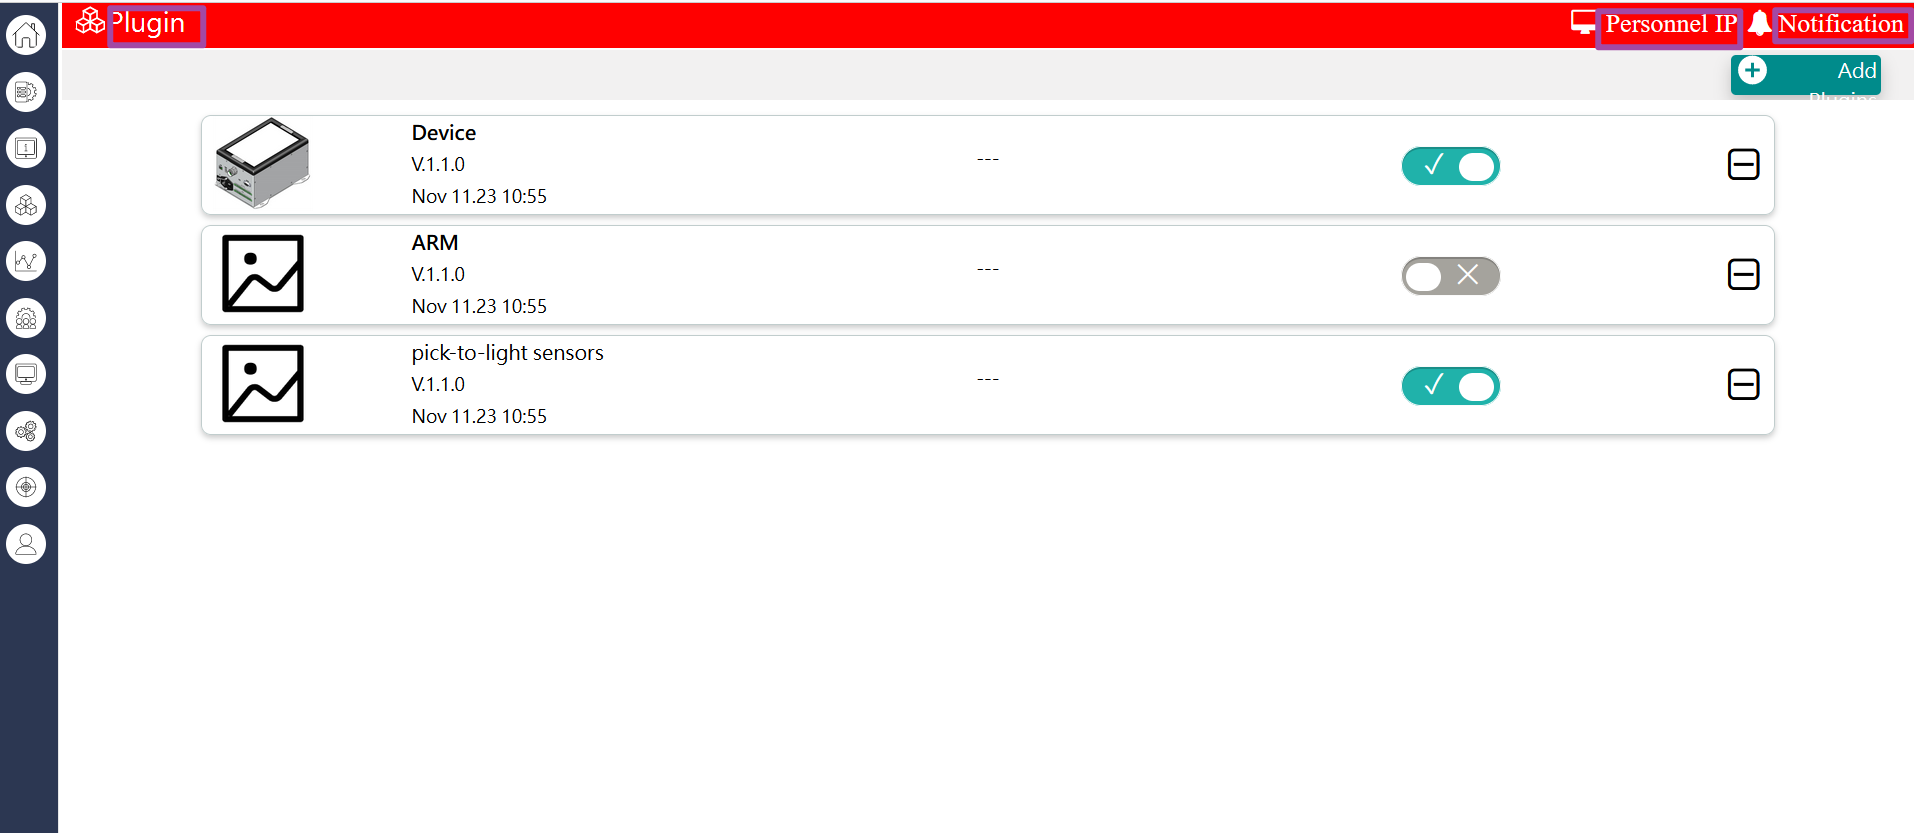 Plugin
Personnel IP
Notification
Add
Plugins
Device
V.1.1.0
Nov 11.23 10:55
---
ARM
V.1.1.0
Nov 11.23 10:55
---
pick-to-light sensors
V.1.1.0
Nov 11.23 10:55
---